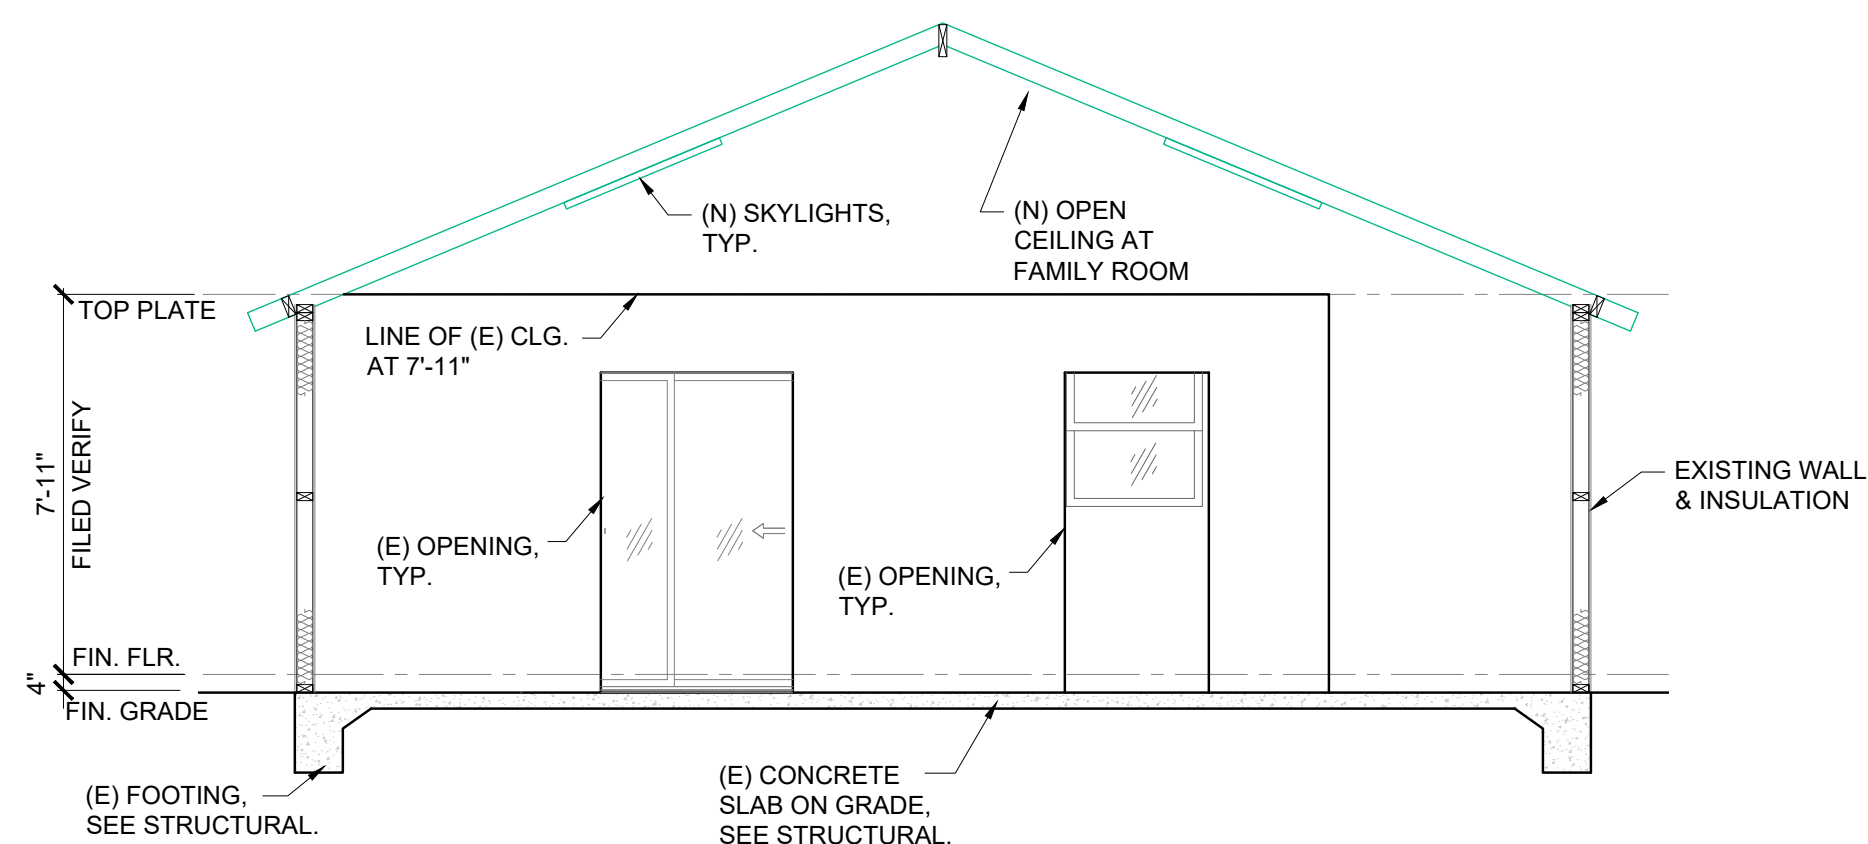 (N) SKYLIGHTS,
TYP.
(N) OPEN
CEILING AT
FAMILY ROOM
TOP PLATE
LINE OF (E) CLG.
AT 7'-11"
7'-11"
FILED VERIFY
EXISTING WALL
& INSULATION
(E) OPENING,
TYP.
(E) OPENING,
TYP.
FIN. FLR.
4"
FIN. GRADE
(E) FOOTING,
SEE STRUCTURAL.
(E) CONCRETE
SLAB ON GRADE,
SEE STRUCTURAL.